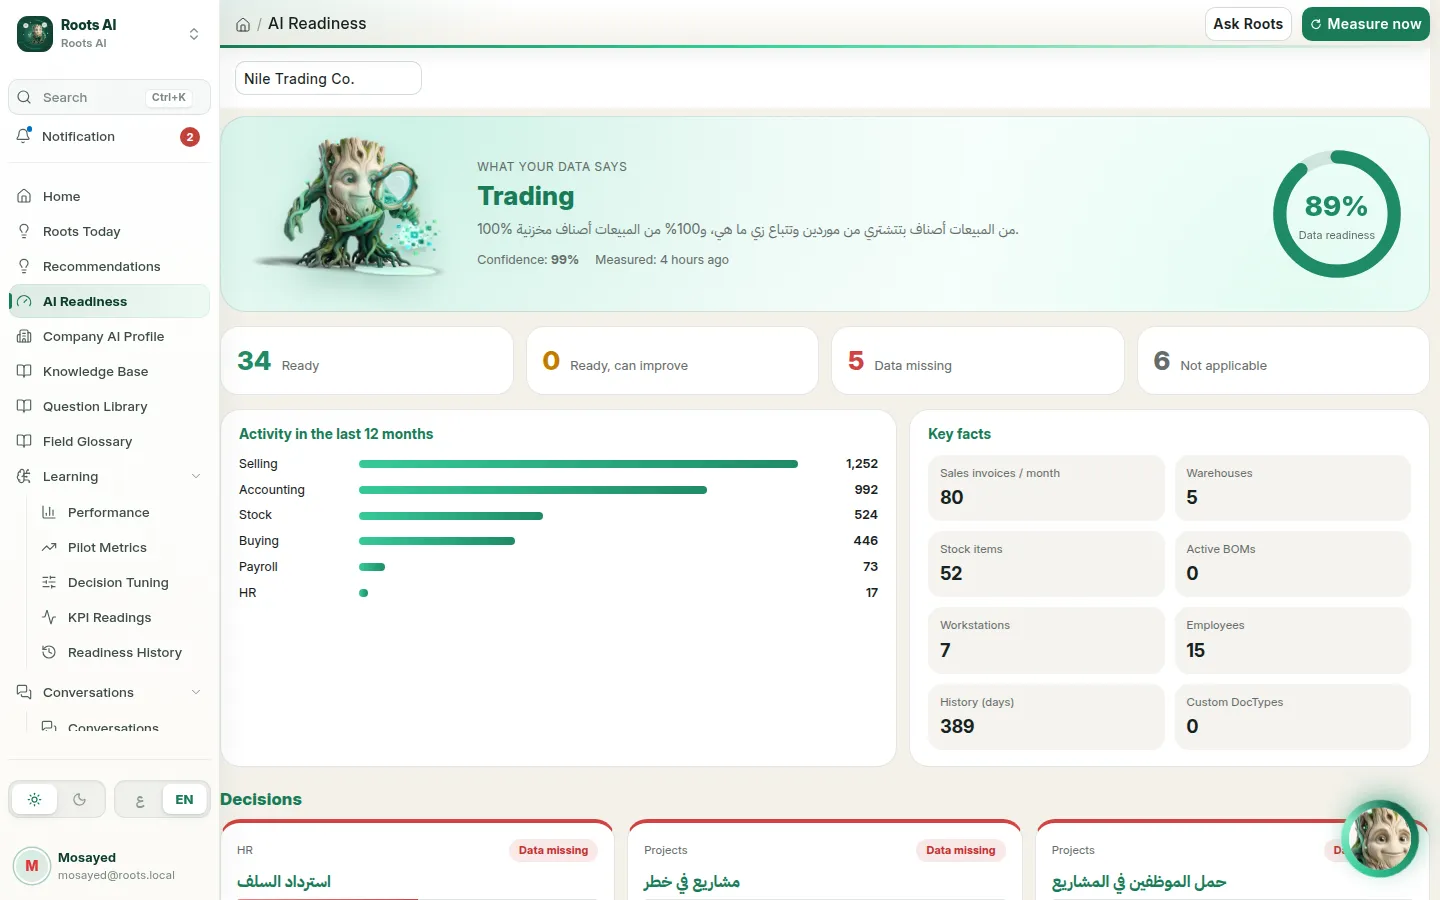 Roots AI
Roots AI
Search Ctrl+K
Notification 2
Home
Roots Today
Recommendations
AI Readiness
Company AI Profile
Knowledge Base
Question Library
Field Glossary
Learning
Performance
Pilot Metrics
Decision Tuning
KPI Readings
Readiness History
Conversations
Conversations
ع EN
M
Mosayed
mosayed@roots.local
/ AI Readiness
Ask Roots
Measure now
Nile Trading Co.
WHAT YOUR DATA SAYS
Trading
100% من المبيعات أصناف بتتشتري من موردين وتتباع زي ما هي، و100% من المبيعات أصناف مخزنية.
Confidence: 99% Measured: 4 hours ago
89%
Data readiness
34 Ready
0 Ready, can improve
5 Data missing
6 Not applicable
Activity in the last 12 months
Selling 1,252
Accounting 992
Stock 524
Buying 446
Payroll 73
HR 17
Key facts
Sales invoices / month
80
Warehouses
5
Stock items
52
Active BOMs
0
Workstations
7
Employees
15
History (days)
389
Custom DocTypes
0
Decisions
HR Data missing
استرداد السلف
Projects Data missing
مشاريع في خطر
Projects
حمل الموظفين في المشاريع